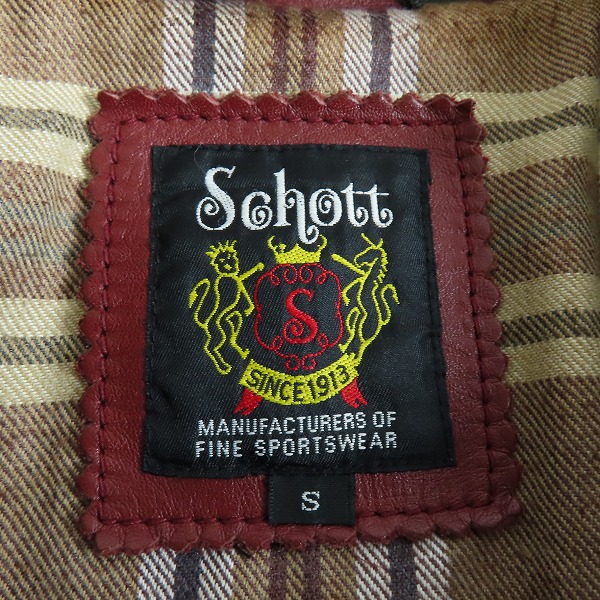 Schott
S
SINCE 1913
MANUFACTURERS OF
FINE SPORTSWEAR
S